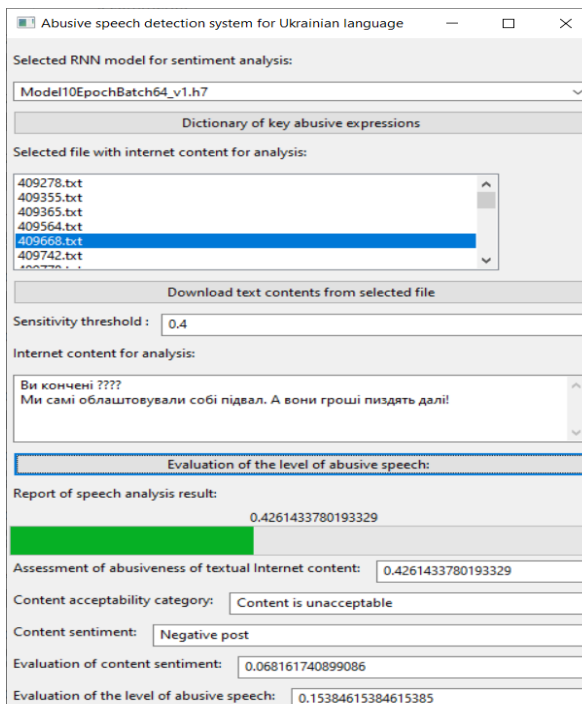 Abusive speech detection system for Ukrainian language
Selected RNN model for sentiment analysis:
Model10EpochBatch64_v1.h7
Dictionary of key abusive expressions
Selected file with internet content for analysis:
409278.txt
409355.txt
409365.txt
409564.txt
409668.txt
409742.txt
Download text contents from selected file
Sensitivity threshold : 0.4
Internet content for analysis:
Ви кончені ????
Ми самі облаштовували собі підвал. А вони гроші пиздять далі!
Evaluation of the level of abusive speech:
Report of speech analysis result:
0.4261433780193329
Assessment of abusiveness of textual Internet content: 0.4261433780193329
Content acceptability category: Content is unacceptable
Content sentiment: Negative post
Evaluation of content sentiment: 0.068161740899086
Evaluation of the level of abusive speech: 0.15384615384615385